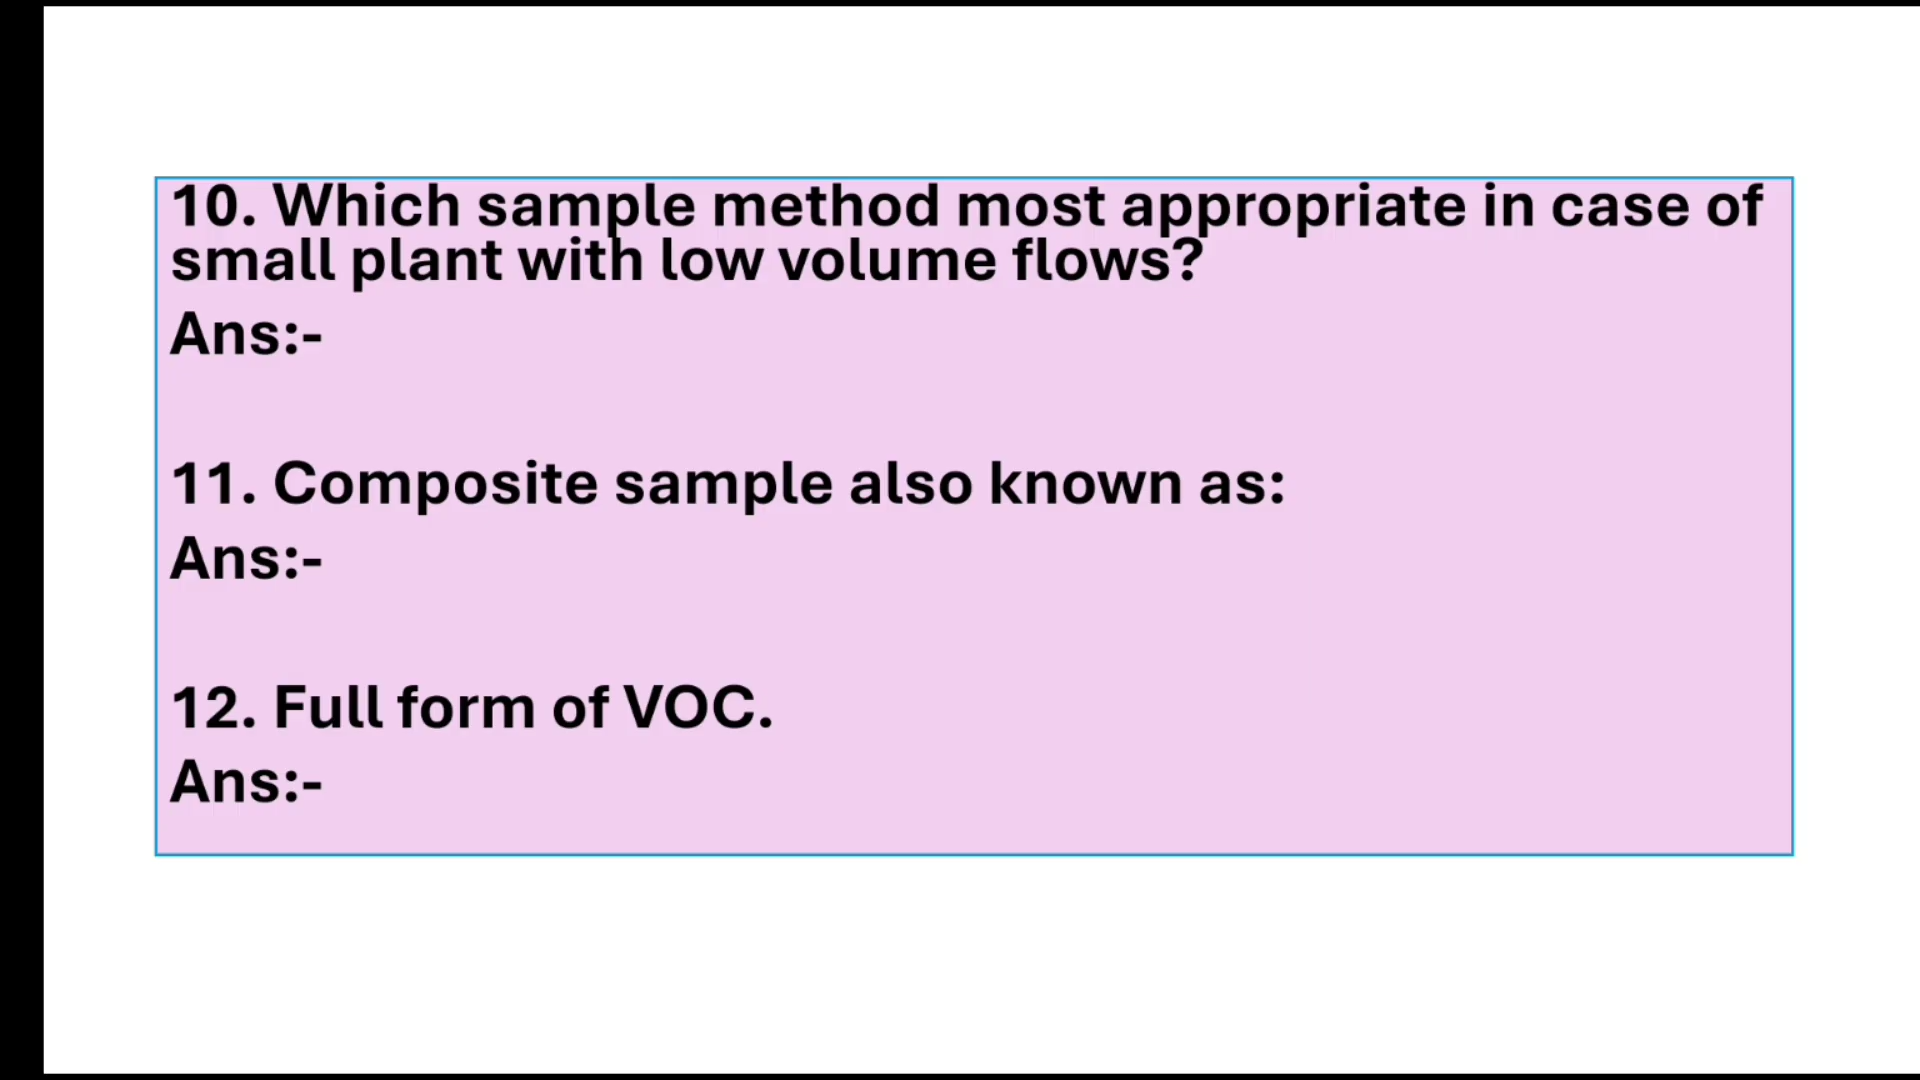 10. Which sample method most appropriate in case of
small plant with low volume flows?
Ans:-
11. Composite sample also known as:
Ans:-
12. Full form of VOC.
Ans:-